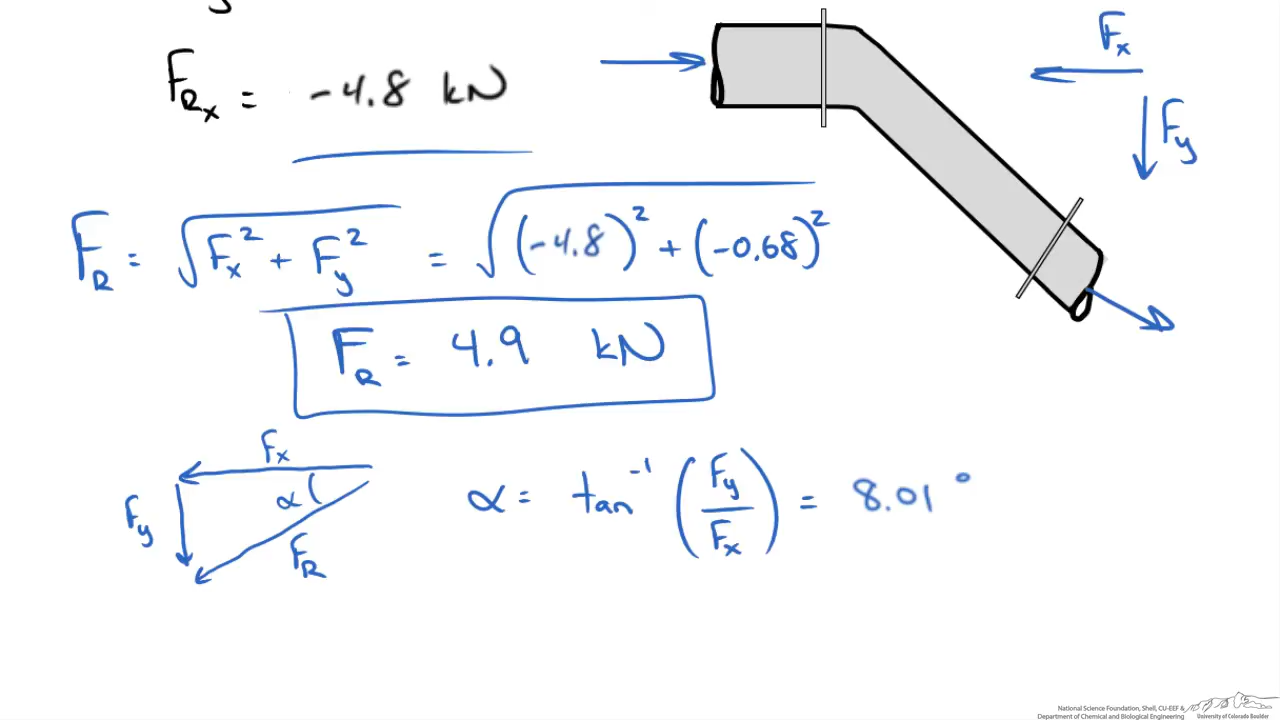 F_Rx = -4.8 kN
F_x
F_y
F_R = √(F_x² + F_y²) = √((-4.8)² + (-0.68)²)
F_R = 4.9 kN
F_x
α
F_y
F_R
α = tan⁻¹ (F_y / F_x) = 8.01°
National Science Foundation, Shell, CU-EEF &
Department of Chemical and Biological Engineering
University of Colorado Boulder